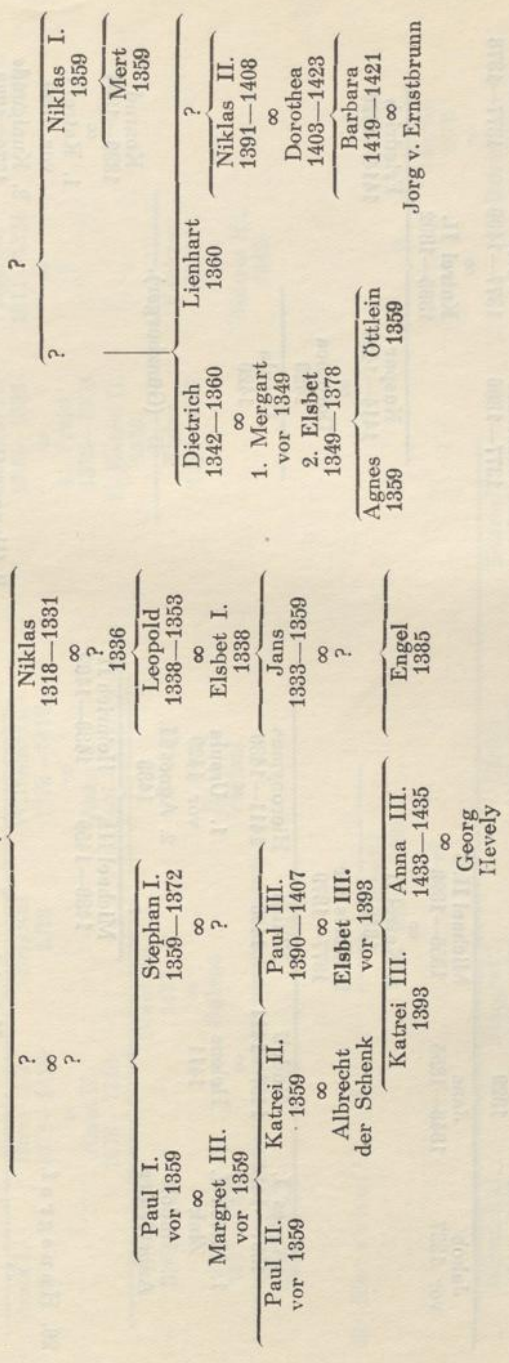 ?
∞
?
Niklas
1318—1331
∞
?
1336
Paul I.
vor 1359
∞
Margret III.
vor 1359
Stephan I.
1359—1372
∞
?
Leopold
1338—1353
∞
Elsbet I.
1338
Paul II.
vor 1359
Katrei II.
1359
∞
Albrecht
der Schenk
Paul III.
1390—1407
∞
Elsbet III.
vor 1393
Jans
1333—1359
∞
?
Katrei III.
1393
Anna III.
1433—1435
∞
Georg
Hevely
Engel
1385
?
?
Niklas I.
1359
Mert
1359
Dietrich
1342—1360
∞
1. Mergart
vor 1349
2. Elsbet
1349—1378
Lienhart
1360
?
Niklas II.
1391—1408
∞
Dorothea
1403—1423
Agnes
1359
Öttlein
1359
Barbara
1419—1421
∞
Jorg v. Ernstbrunn